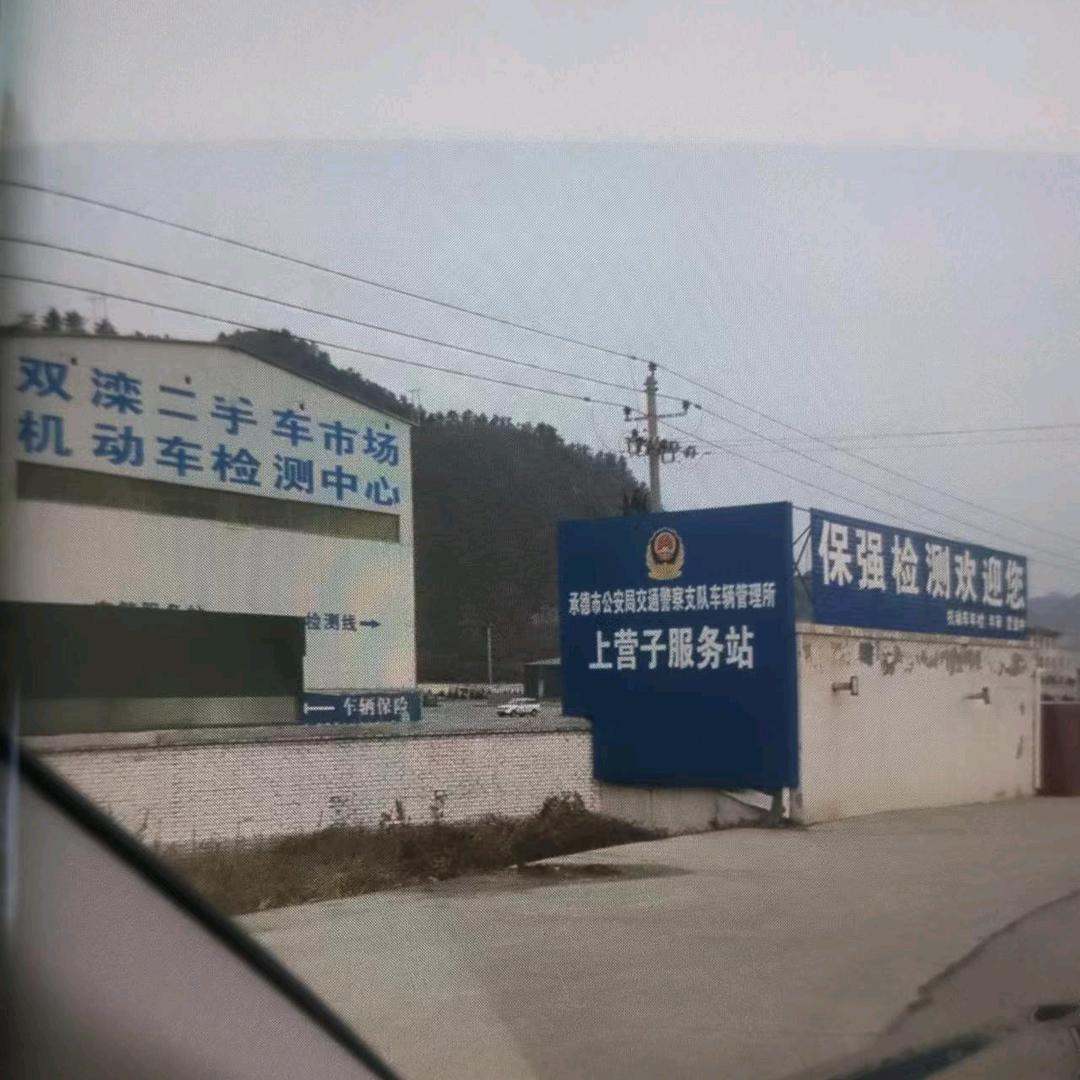 双滦二手车市场
机动车检测中心
检测线→
←车辆保险
承德市公安局交通警察支队车辆管理所
上营子服务站
保强检测欢迎您